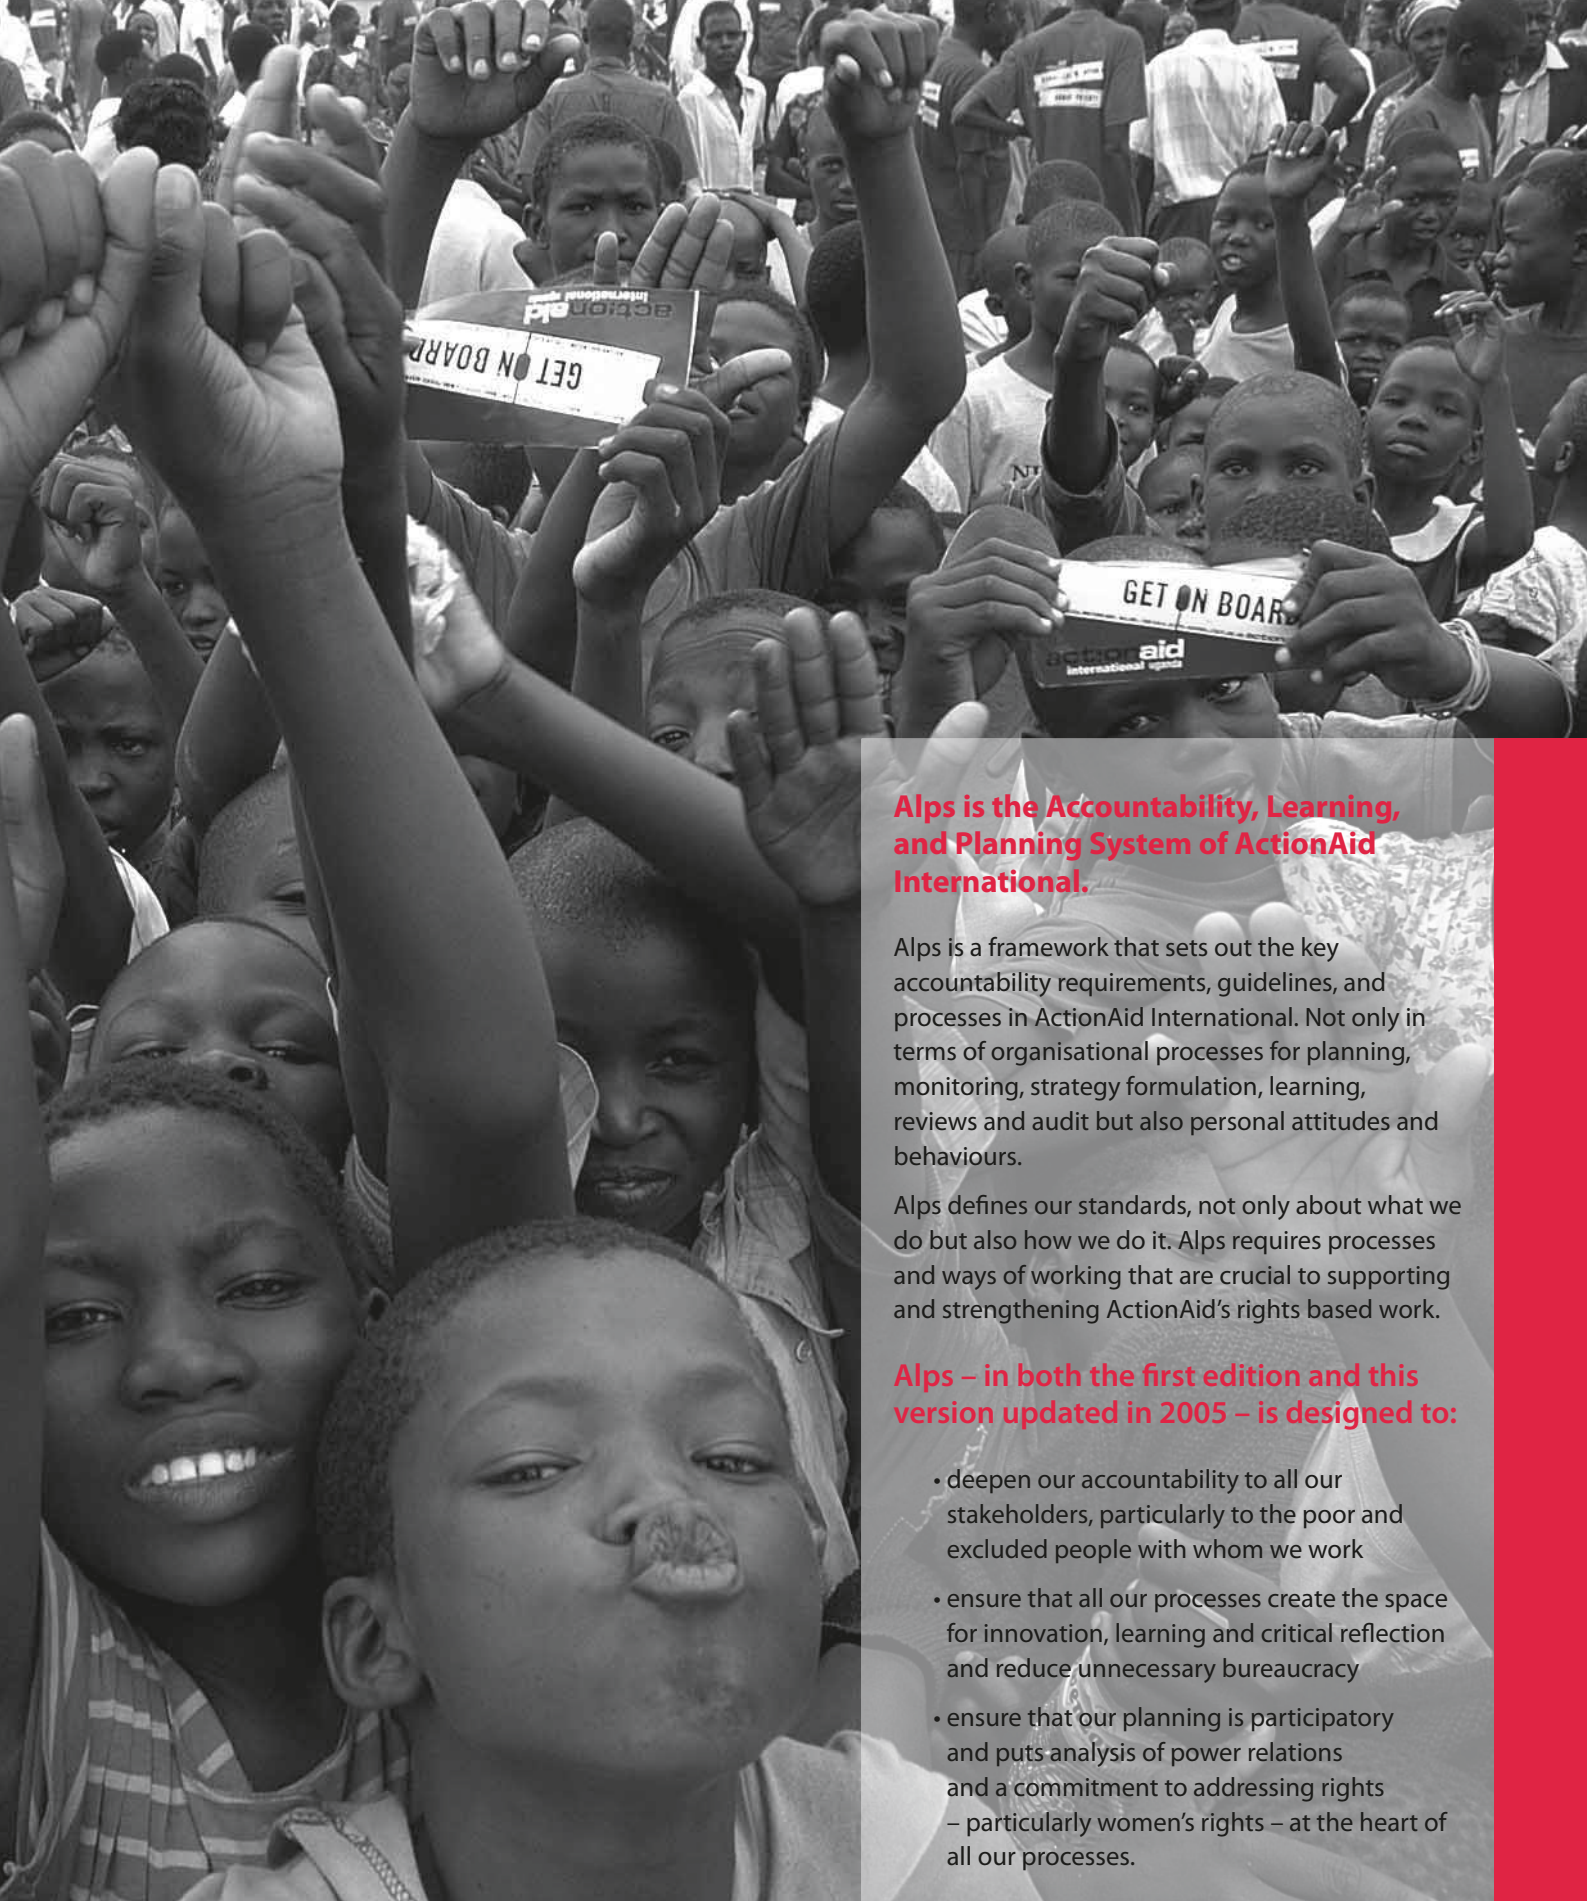 actionaid
international uganda
GET ON BOARD
GET ON BOARD
actionaid
international uganda
Alps is the Accountability, Learning,
and Planning System of ActionAid
International.
Alps is a framework that sets out the key
accountability requirements, guidelines, and
processes in ActionAid International. Not only in
terms of organisational processes for planning,
monitoring, strategy formulation, learning,
reviews and audit but also personal attitudes and
behaviours.
Alps defines our standards, not only about what we
do but also how we do it. Alps requires processes
and ways of working that are crucial to supporting
and strengthening ActionAid’s rights based work.
Alps – in both the first edition and this
version updated in 2005 – is designed to:
• deepen our accountability to all our
stakeholders, particularly to the poor and
excluded people with whom we work
• ensure that all our processes create the space
for innovation, learning and critical reflection
and reduce unnecessary bureaucracy
• ensure that our planning is participatory
and puts analysis of power relations
and a commitment to addressing rights
– particularly women’s rights – at the heart of
all our processes.